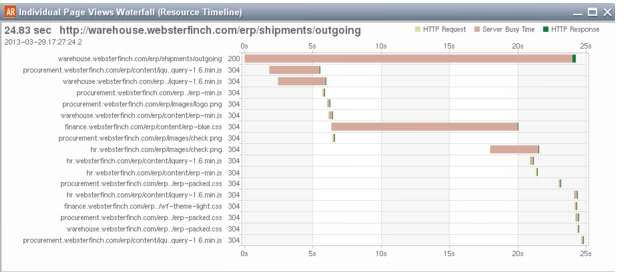 AR Individual Page Views Waterfall (Resource Timeline)
24.83 sec http://warehouse.websterfinch.com/erp/shipments/outgoing
HTTP Request Server Busy Time HTTP Response
2013-03-29 17:27:24.2
0s 5s 10s 15s 20s 25s
warehouse.websterfinch.com/erp/shipments/outgoing 200
procurement.websterfinch.com/erp/content/jqu..query-1.6.min.js 304
warehouse.websterfinch.com/erp../jquery-1.6.min.js 304
procurement.websterfinch.com/erp../erp-min.js 304
procurement.websterfinch.com/erp/images/logo.png 304
warehouse.websterfinch.com/content/erp-min.js 304
finance.websterfinch.com/erp/content/erp-blue.css 304
procurement.websterfinch.com/erp/images/check.png 304
hr.websterfinch.com/erp/images/check.png 304
hr.websterfinch.com/erp/content/jquery-1.6.min.js 304
hr.websterfinch.com/erp/content/erp-min.js 304
procurement.websterfinch.com/erp../erp-packed.css 304
hr.websterfinch.com/erp/content/jquery-1.6.min.js 304
finance.websterfinch.com/erp../wf-theme-light.css 304
procurement.websterfinch.com/erp../erp-packed.css 304
warehouse.websterfinch.com/erp../erp-packed.css 304
procurement.websterfinch.com/erp/content/jqu..query-1.6.min.js 304
0s 5s 10s 15s 20s 25s